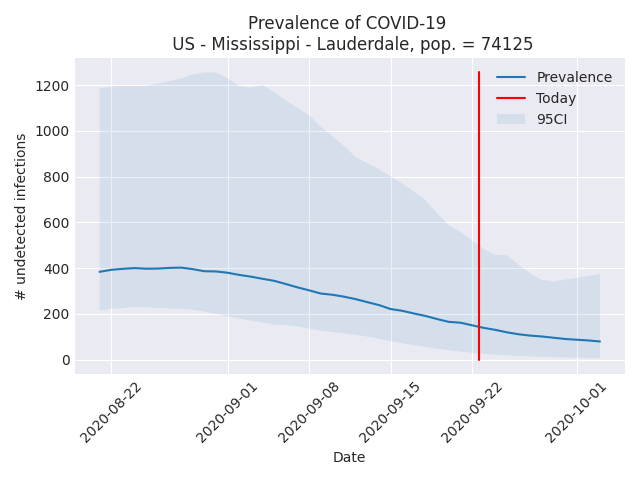 Prevalence of COVID-19
US - Mississippi - Lauderdale, pop. = 74125
Prevalence
Today
95CI
# undetected infections
1200
1000
800
600
400
200
0
2020-08-22
2020-09-01
2020-09-08
2020-09-15
2020-09-22
2020-10-01
Date